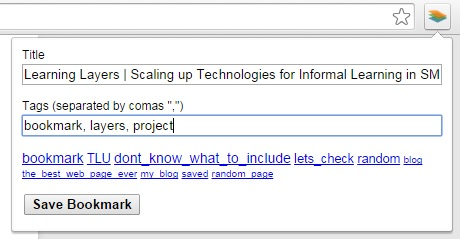 Title
Learning Layers | Scaling up Technologies for Informal Learning in SM
Tags (separated by comas ",")
bookmark, layers, project
bookmark TLU dont_know_what_to_include lets_check random blog
the_best_web_page_ever my_blog saved random_page
Save Bookmark